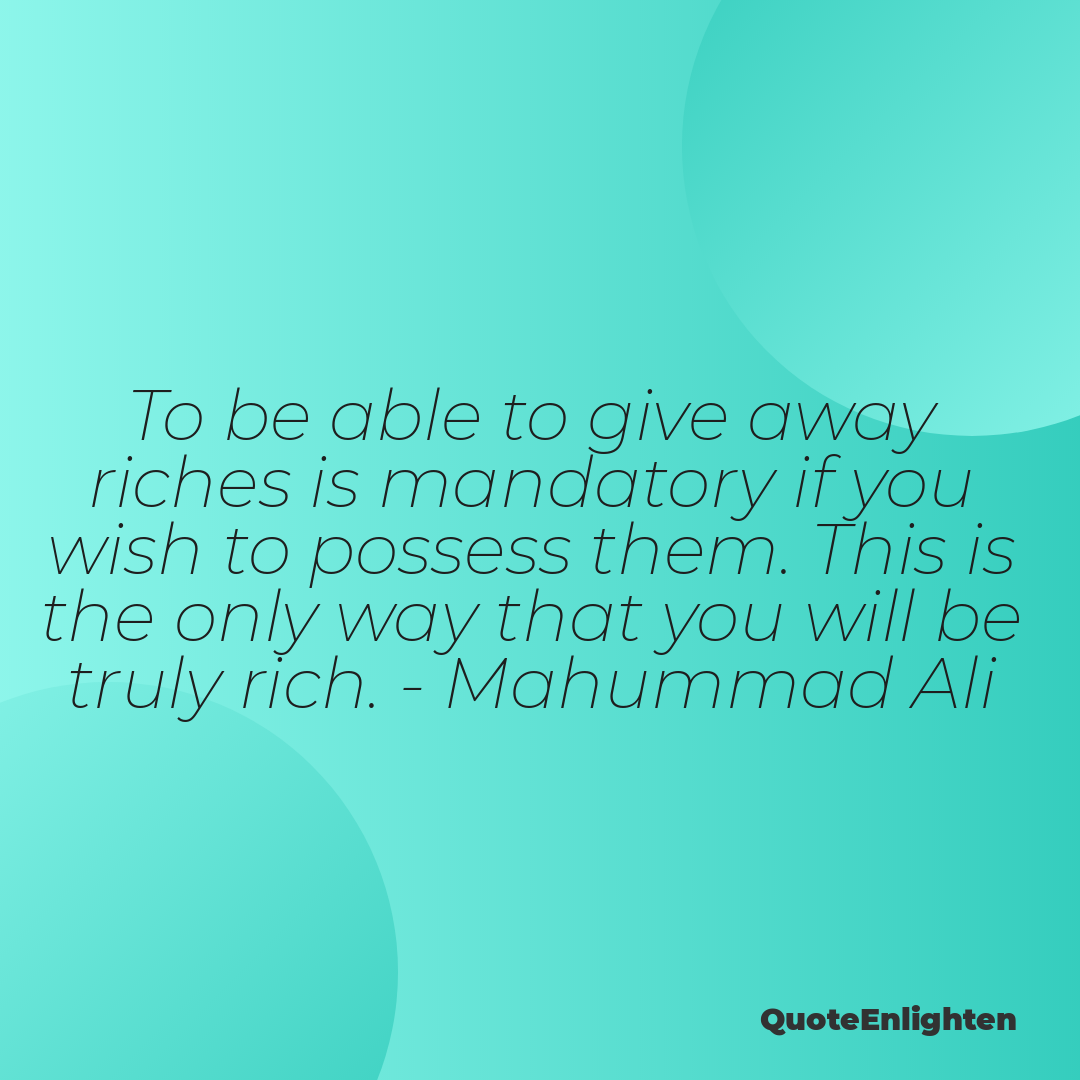 To be able to give away
riches is mandatory if you
wish to possess them. This is
the only way that you will be
truly rich. - Mahummad Ali
QuoteEnlighten